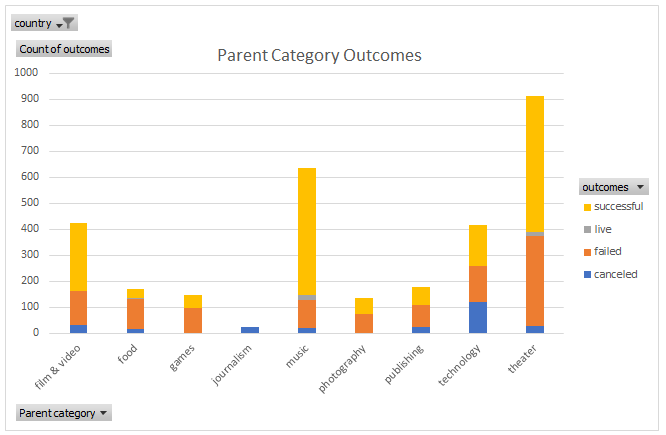 country
Count of outcomes
Parent Category Outcomes
1000
900
800
700
600
500
400
300
200
100
0
film & video
food
games
journalism
music
photography
publishing
technology
theater
outcomes
successful
live
failed
canceled
Parent category